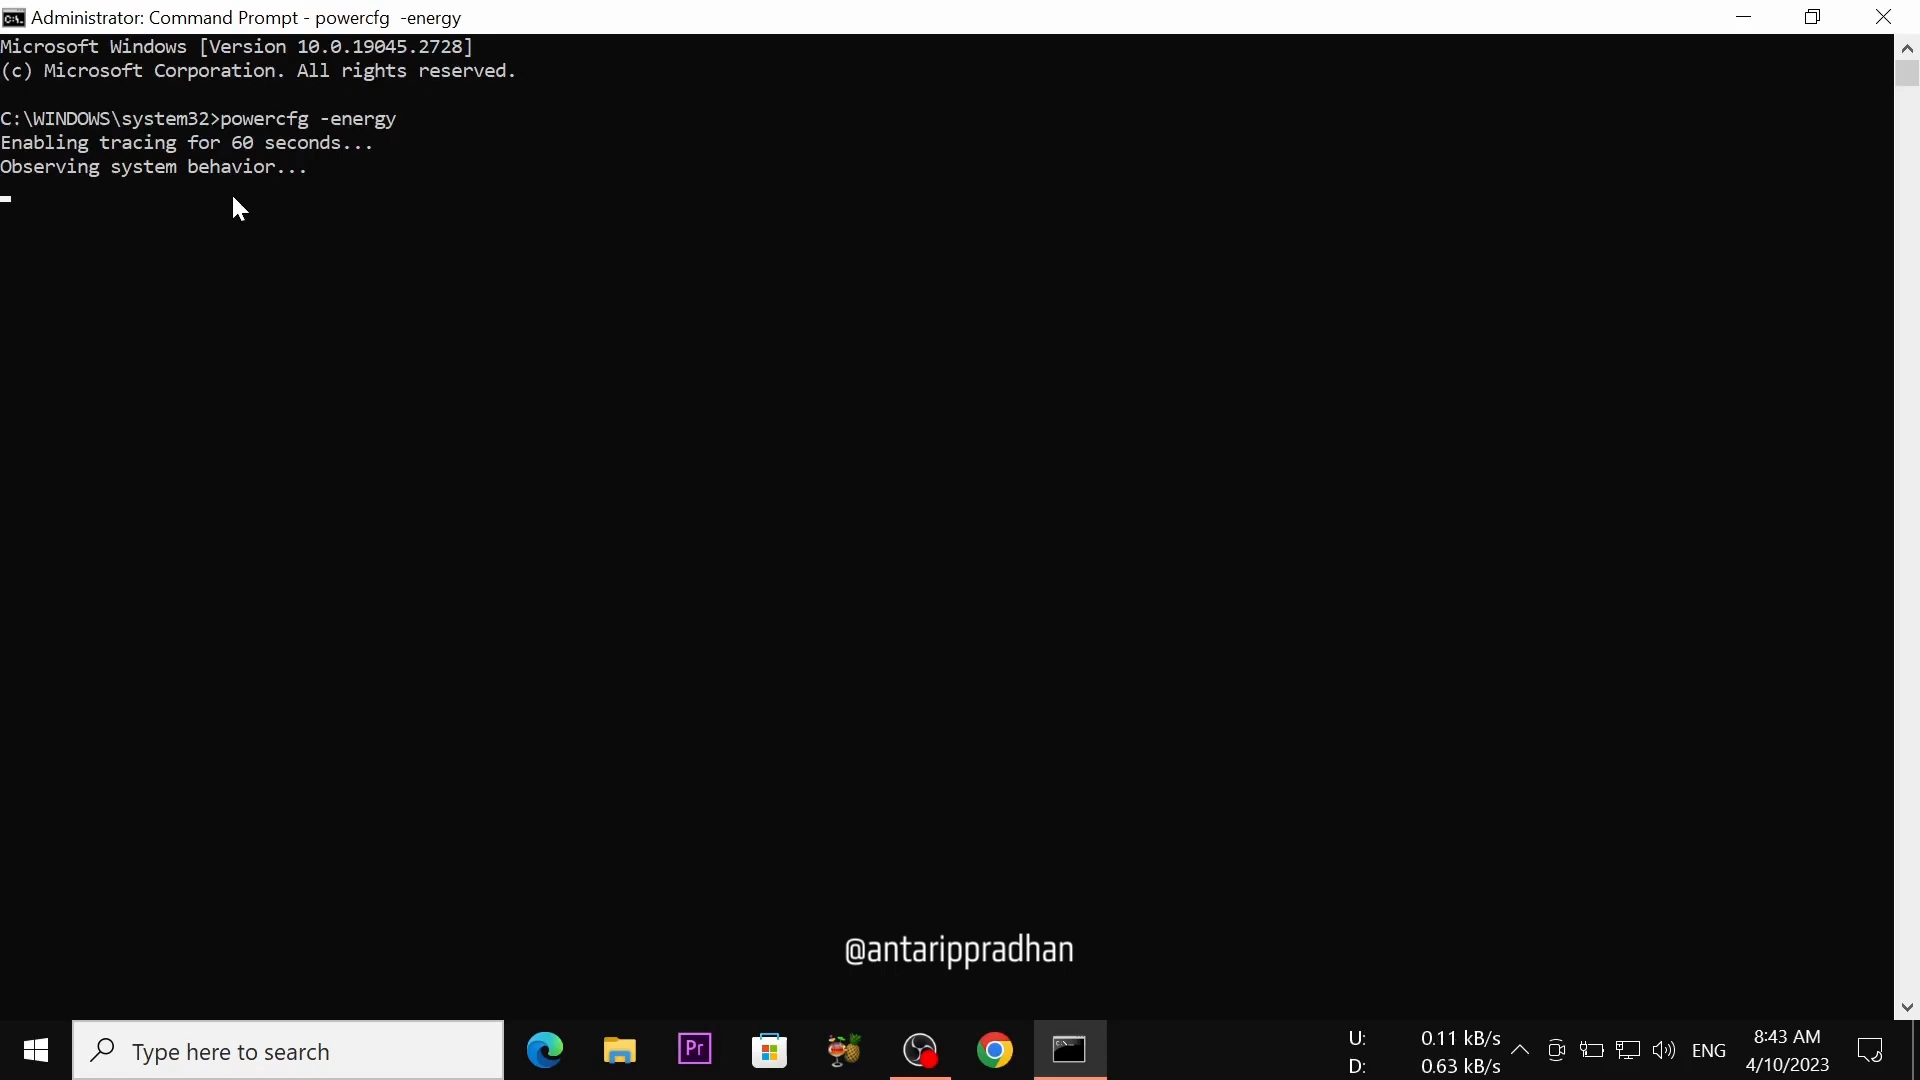 Administrator: Command Prompt - powercfg  -energy
Microsoft Windows [Version 10.0.19045.2728]
(c) Microsoft Corporation. All rights reserved.
C:\WINDOWS\system32>powercfg -energy
Enabling tracing for 60 seconds...
Observing system behavior...
@antarippradhan
Type here to search
Pr
U: 0.11 kB/s
D: 0.63 kB/s
ENG
8:43 AM
4/10/2023